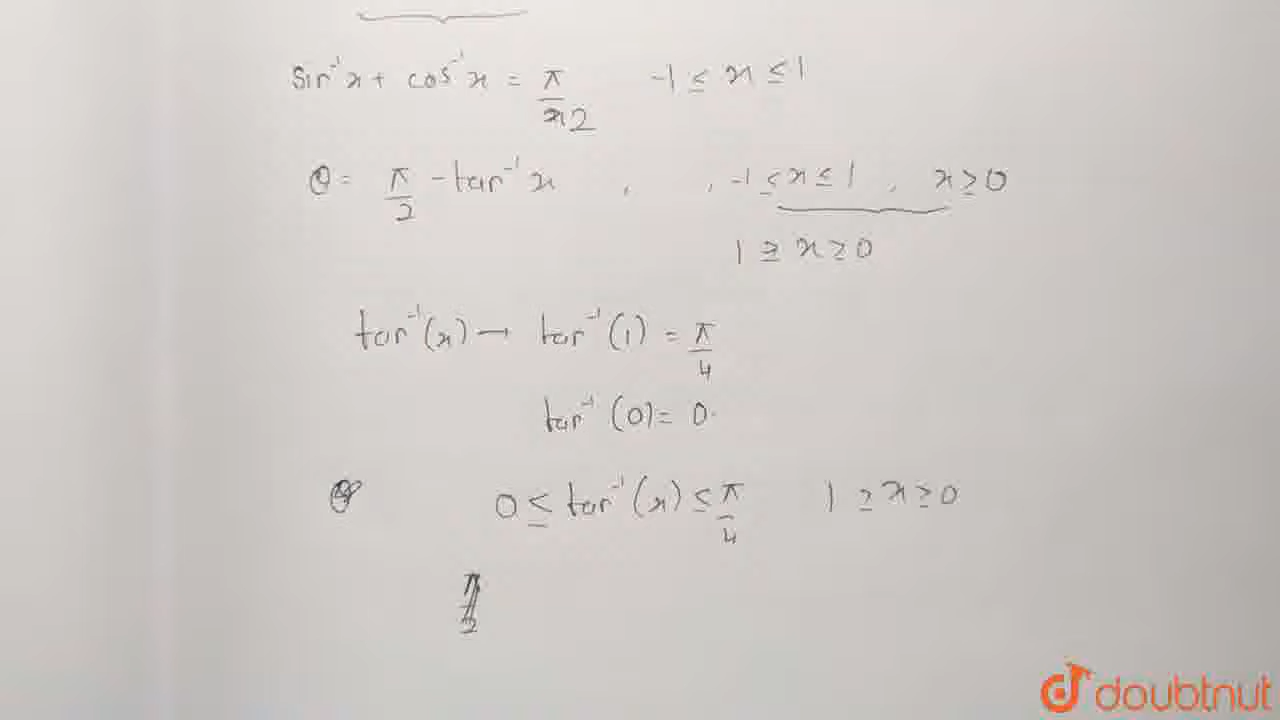 sin⁻¹x + cos⁻¹x = π/2 -1 ≤ x ≤ 1
θ = π/2 - tan⁻¹ x , , -1 ≤ x ≤ 1 , x ≥ 0
1 ≥ x ≥ 0
tan⁻¹(x) → tan⁻¹(1) = π/4
tan⁻¹(0) = 0.
θ 0 ≤ tan⁻¹(x) ≤ π/4 1 ≥ x ≥ 0
π/2
doubtnut